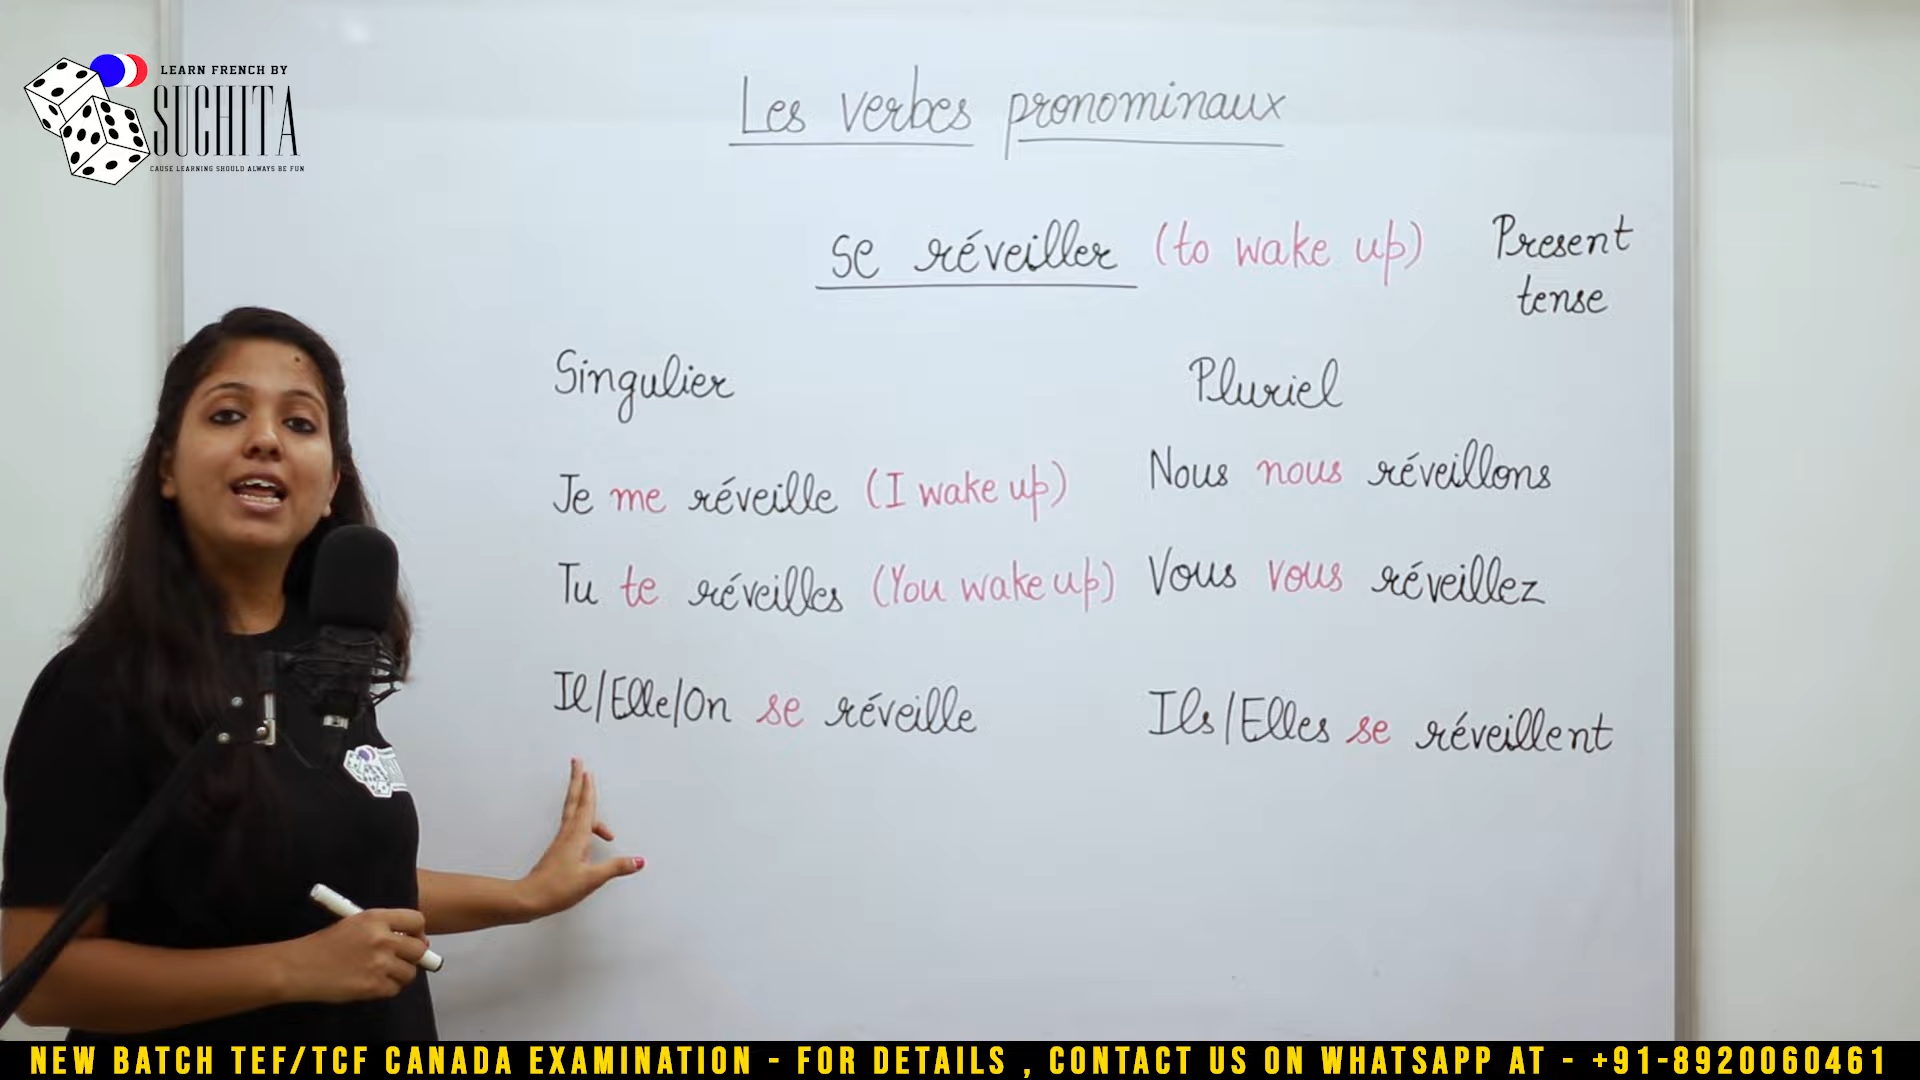 LEARN FRENCH BY
SUCHITA
CAUSE LEARNING SHOULD ALWAYS BE FUN
Les verbes pronominaux
se réveiller (to wake up)
Present
tense
Singulier
Je me réveille (I wake up)
Tu te réveilles (You wake up)
Il/Elle/On se réveille
Pluriel
Nous nous réveillons
Vous vous réveillez
Ils/Elles se réveillent
NEW BATCH TEF/TCF CANADA EXAMINATION - FOR DETAILS , CONTACT US ON WHATSAPP AT - +91-8920060461